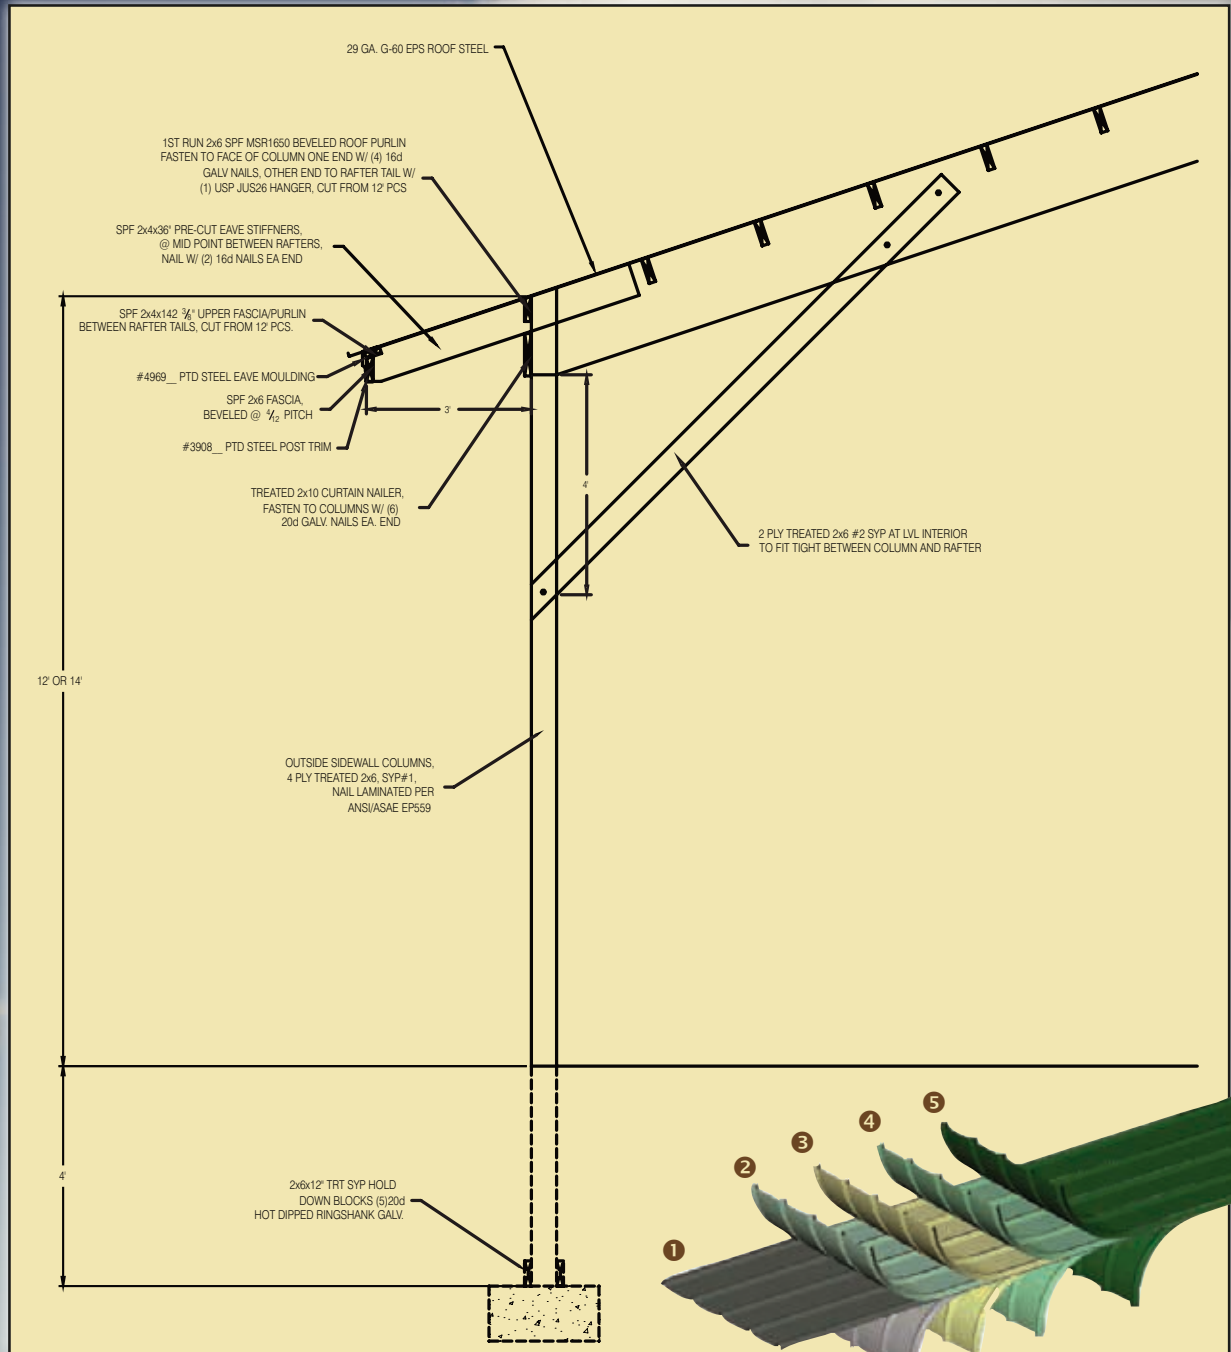 29 GA. G-60 EPS ROOF STEEL
1ST RUN 2x6 SPF MSR1650 BEVELED ROOF PURLIN
FASTEN TO FACE OF COLUMN ONE END W/ (4) 16d
GALV NAILS, OTHER END TO RAFTER TAIL W/
(1) USP JUS26 HANGER, CUT FROM 12' PCS
SPF 2x4x36" PRE-CUT EAVE STIFFNERS,
@ MID POINT BETWEEN RAFTERS,
NAIL W/ (2) 16d NAILS EA END
SPF 2x4x142 3/8" UPPER FASCIA/PURLIN
BETWEEN RAFTER TAILS, CUT FROM 12' PCS.
#4969__ PTD STEEL EAVE MOULDING
SPF 2x6 FASCIA,
BEVELED @ 4/12 PITCH
3'
#3908__ PTD STEEL POST TRIM
4'
TREATED 2x10 CURTAIN NAILER,
FASTEN TO COLUMNS W/ (6)
20d GALV. NAILS EA. END
2 PLY TREATED 2x6 #2 SYP AT LVL INTERIOR
TO FIT TIGHT BETWEEN COLUMN AND RAFTER
12' OR 14'
OUTSIDE SIDEWALL COLUMNS,
4 PLY TREATED 2x6, SYP#1,
NAIL LAMINATED PER
ANSI/ASAE EP559
4'
2x6x12" TRT SYP HOLD
DOWN BLOCKS (5)20d
HOT DIPPED RINGSHANK GALV.
1
2
3
4
5